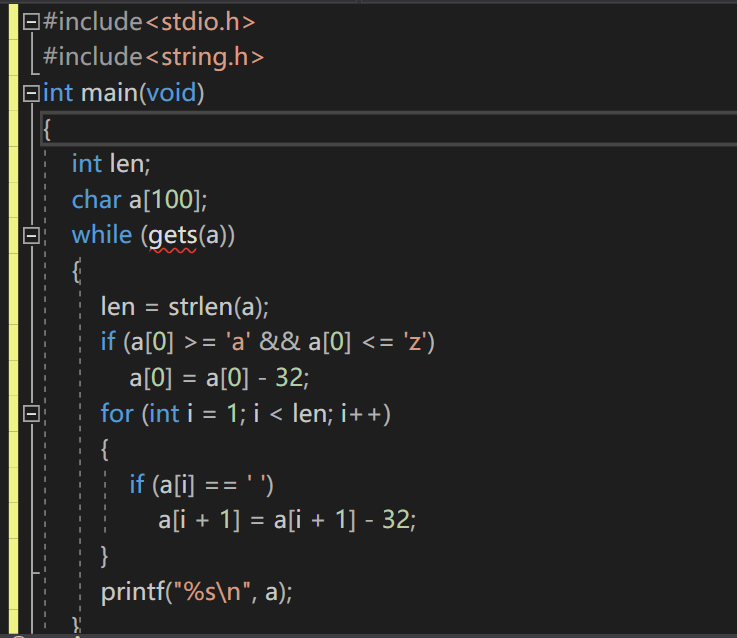 #include<stdio.h>
#include<string.h>
int main(void)
{
int len;
char a[100];
while (gets(a))
{
len = strlen(a);
if (a[0] >= 'a' && a[0] <= 'z')
a[0] = a[0] - 32;
for (int i = 1; i < len; i++)
{
if (a[i] == ' ')
a[i + 1] = a[i + 1] - 32;
}
printf("%s\n", a);
}